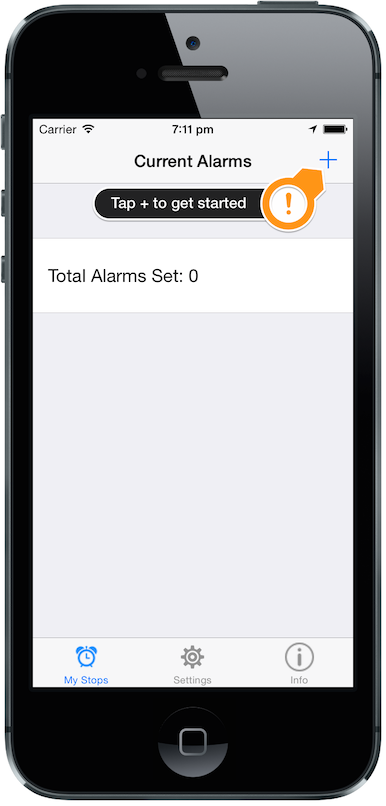 Carrier 7:11 pm
Current Alarms +
Tap + to get started !
Total Alarms Set: 0
My Stops Settings Info